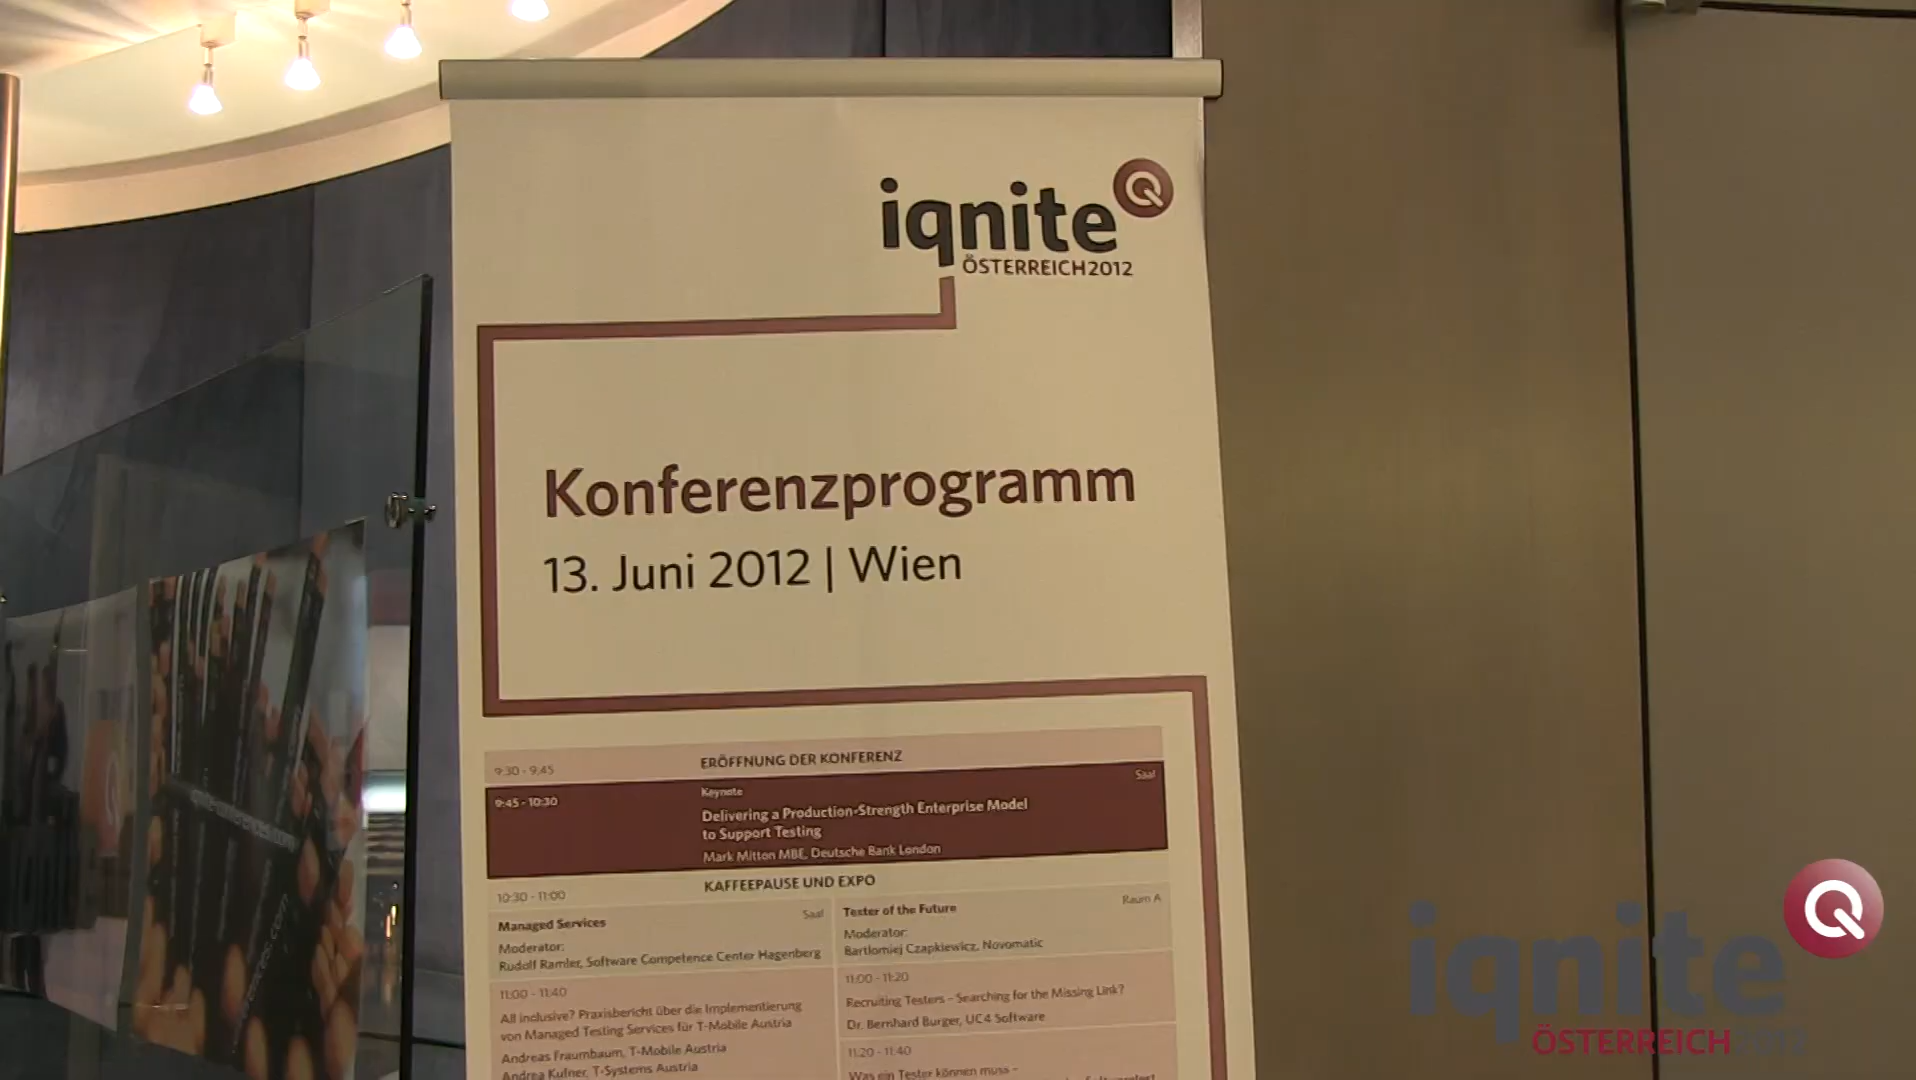 iqnite
ÖSTERREICH2012
Konferenzprogramm
13. Juni 2012 | Wien
9:30 - 9:45
ERÖFFNUNG DER KONFERENZ
9:45 - 10:30
Keynote
Saal
Delivering a Production-Strength Enterprise Model
to Support Testing
Mark Mitton MBE, Deutsche Bank London
10:30 - 11:00
KAFFEEPAUSE UND EXPO
Managed Services
Saal
Moderator:
Rudolf Ramler, Software Competence Center Hagenberg
11:00 - 11:40
All inclusive? Praxisbericht über die Implementierung
von Managed Testing Services für T-Mobile Austria
Andreas Fraumbaum, T-Mobile Austria
Andrea Kufner, T-Systems Austria
Tester of the Future
Raum A
Moderator:
Bartlomiej Czapkiewicz, Novomatic
11:00 - 11:20
Recruiting Testers - Searching for the Missing Link?
Dr. Bernhard Burger, UC4 Software
11:20 - 11:40
Was ein Tester können muss -
iqnite
ÖSTERREICH2012